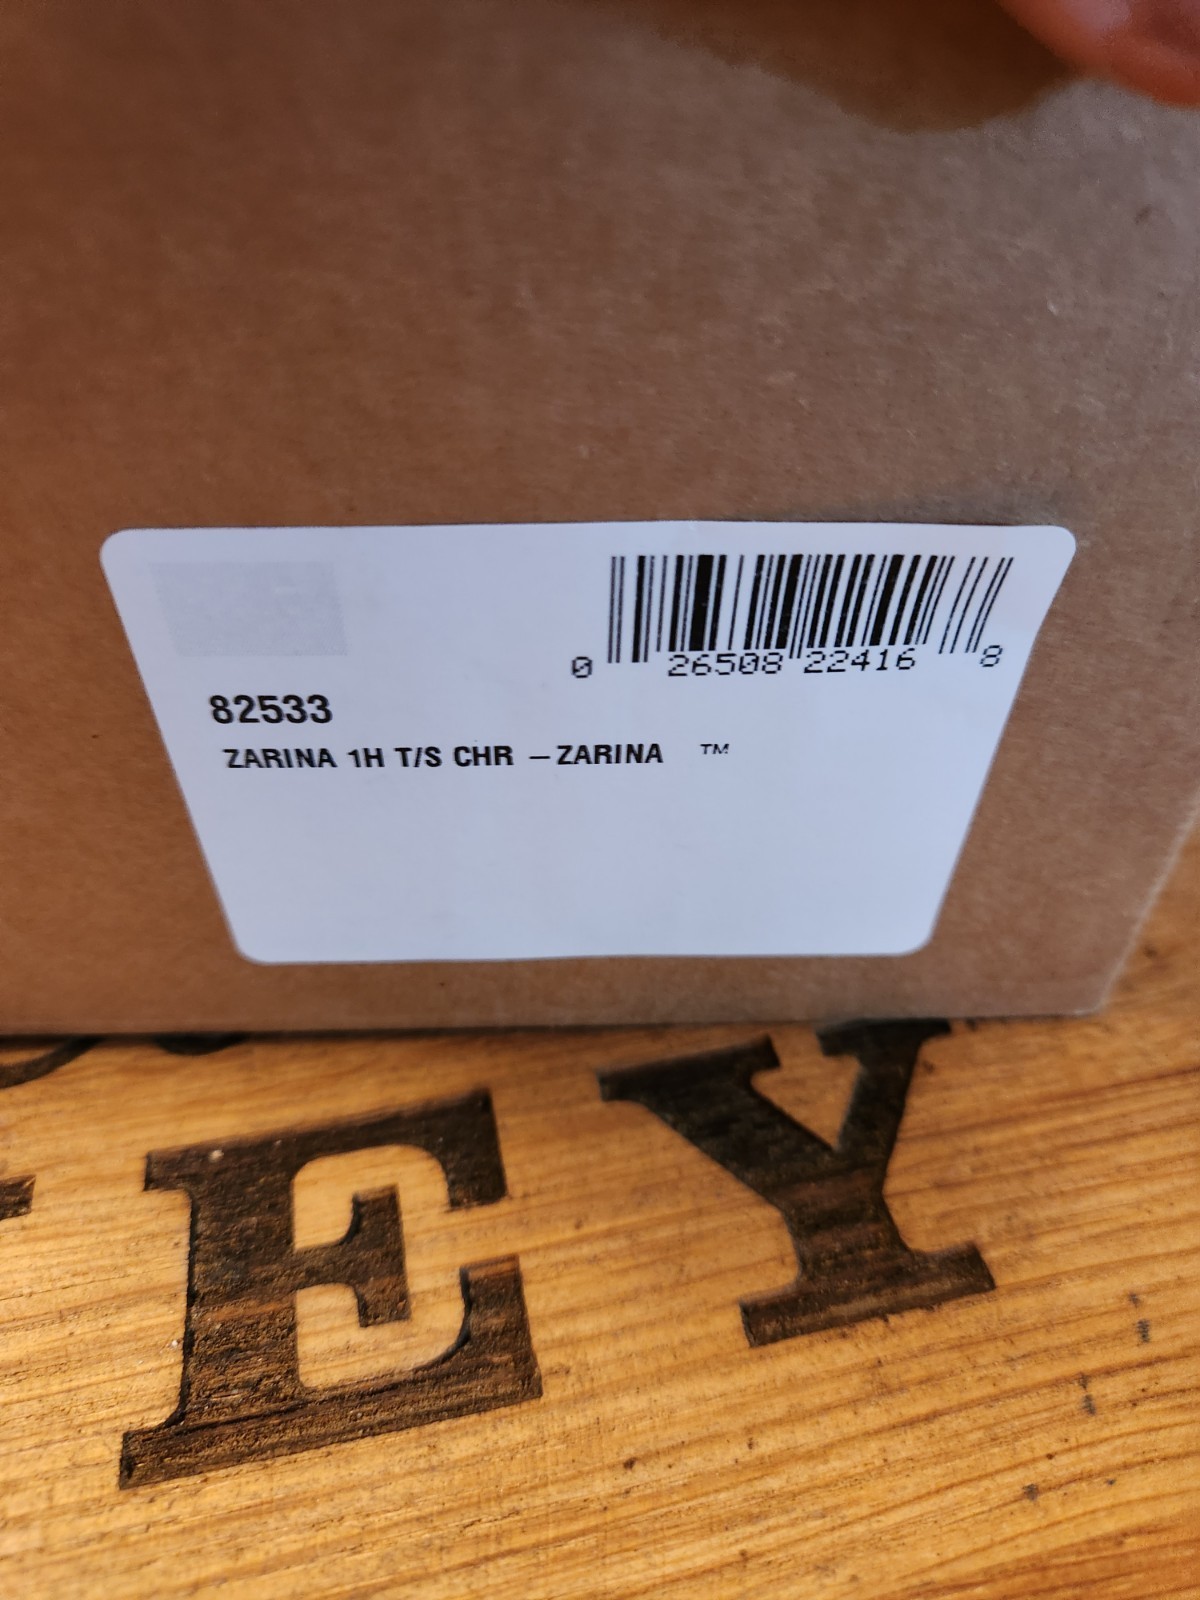 0 26508 22416 8
82533
ZARINA 1H T/S CHR – ZARINA ™
EY